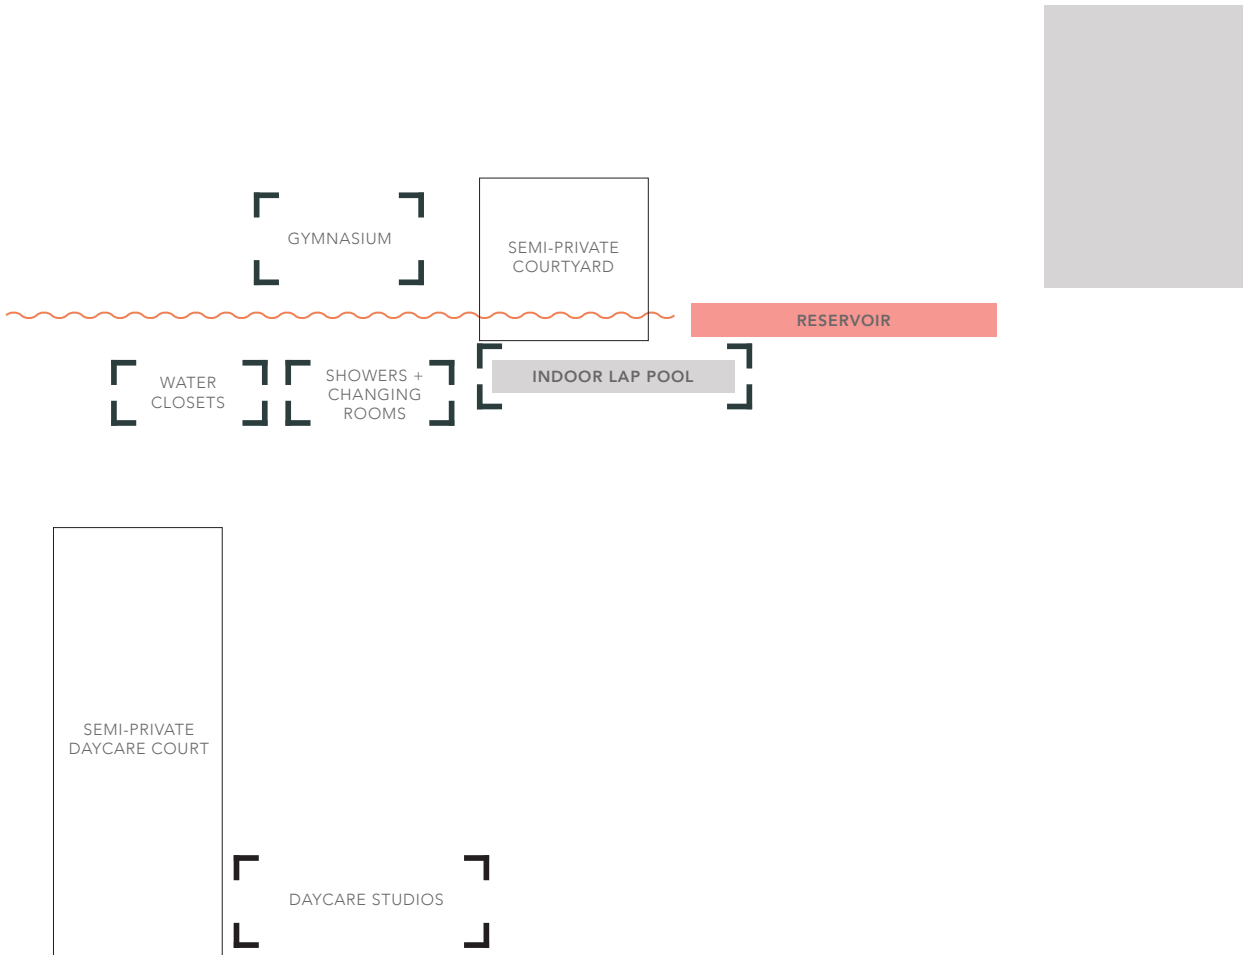 GYMNASIUM
SEMI-PRIVATE
COURTYARD
RESERVOIR
WATER
CLOSETS
SHOWERS +
CHANGING
ROOMS
INDOOR LAP POOL
SEMI-PRIVATE
DAYCARE COURT
DAYCARE STUDIOS